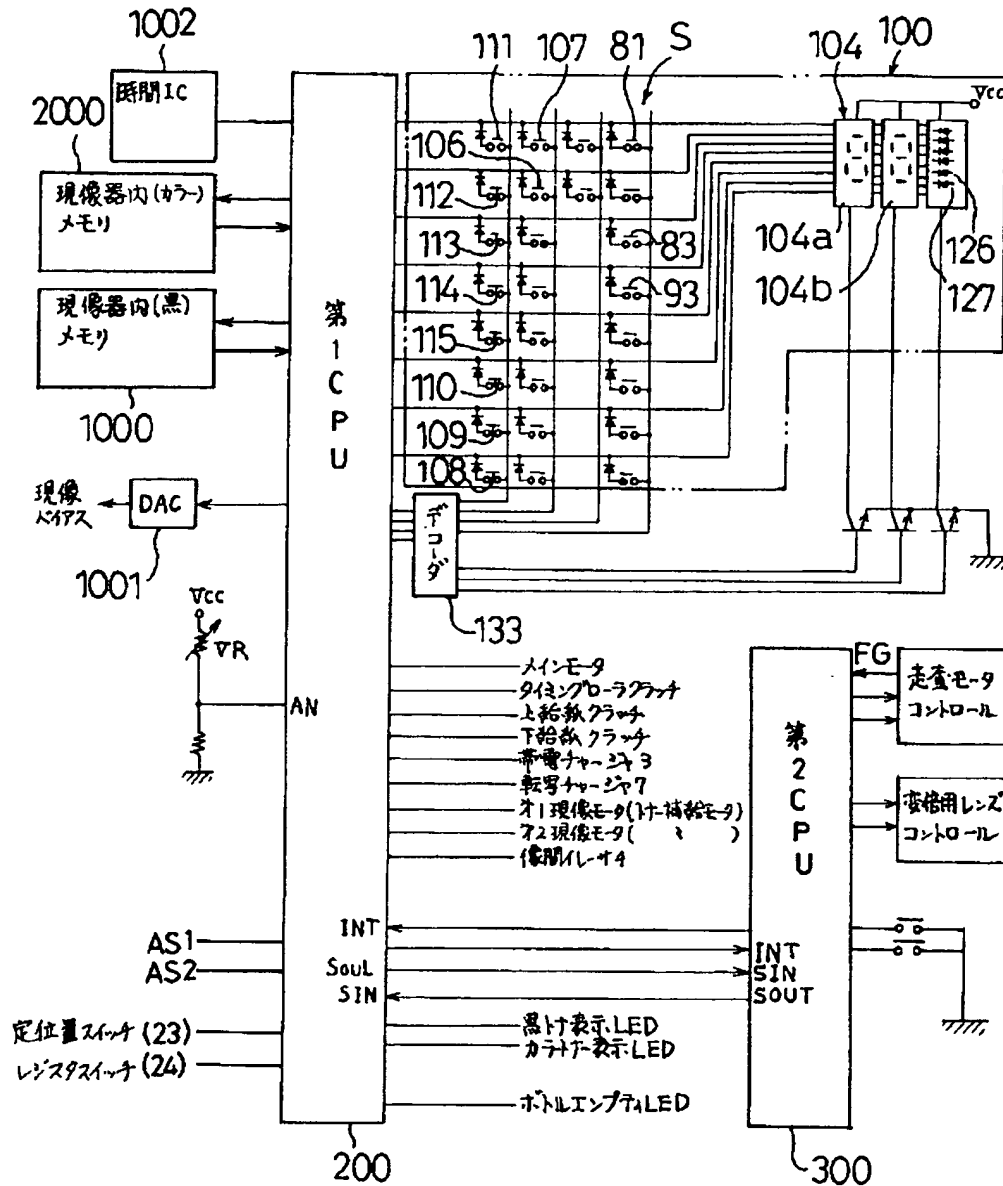 1002
時間IC
2000
現像器内(カラー)
メモリ
現像器内(黒)
メモリ
1000
現像
バイアス
DAC
1001
Vcc
VR
AN
第1CPU
111
107
81
S
106
112
113
114
115
110
109
108
83
93
デコーダ
133
104
100
Vcc
104a
104b
126
127
メインモータ
タイミングローラクラッチ
上給紙クラッチ
下給紙クラッチ
帯電チャージャ3
転写チャージャ7
オ1現像モータ(トナー補給モータ)
オ2現像モータ( 〃 )
像間イレーサ4
INT
SouL
SIN
AS1
AS2
定位置スイッチ(23)
レジスタスイッチ(24)
黒トナ表示LED
カラトナー表示LED
ボトルエンプティLED
200
第2CPU
FG
走査モータ
コントロール
変倍用レンズ
コントロール
INT
SIN
SOUT
300